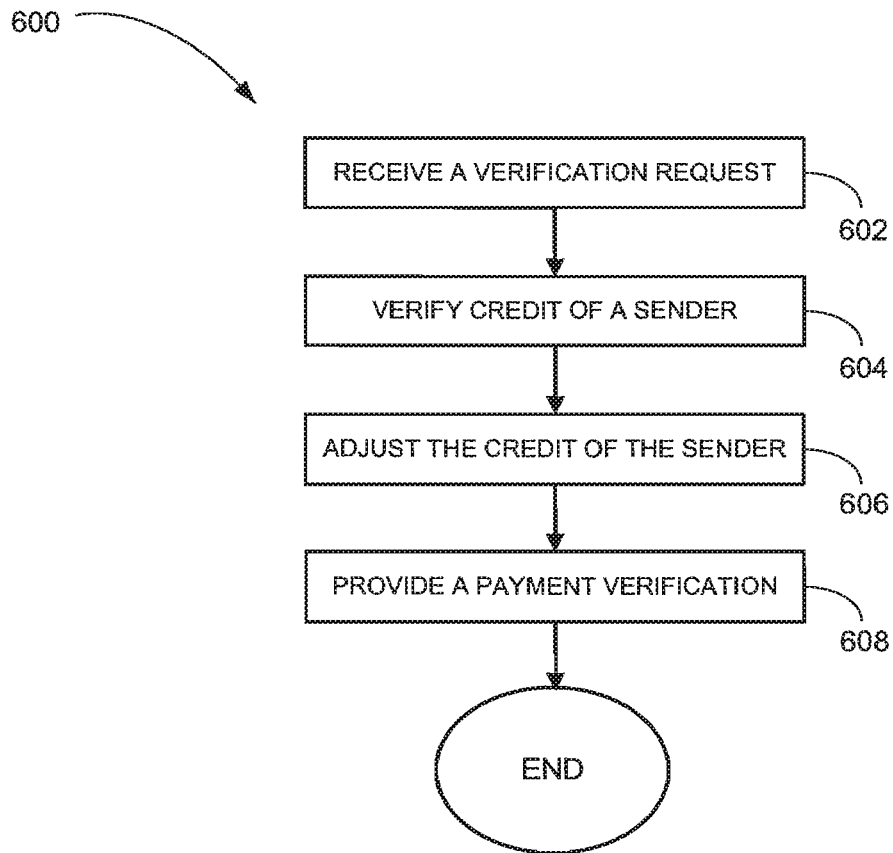 600
RECEIVE A VERIFICATION REQUEST
602
VERIFY CREDIT OF A SENDER
604
ADJUST THE CREDIT OF THE SENDER
606
PROVIDE A PAYMENT VERIFICATION
608
END